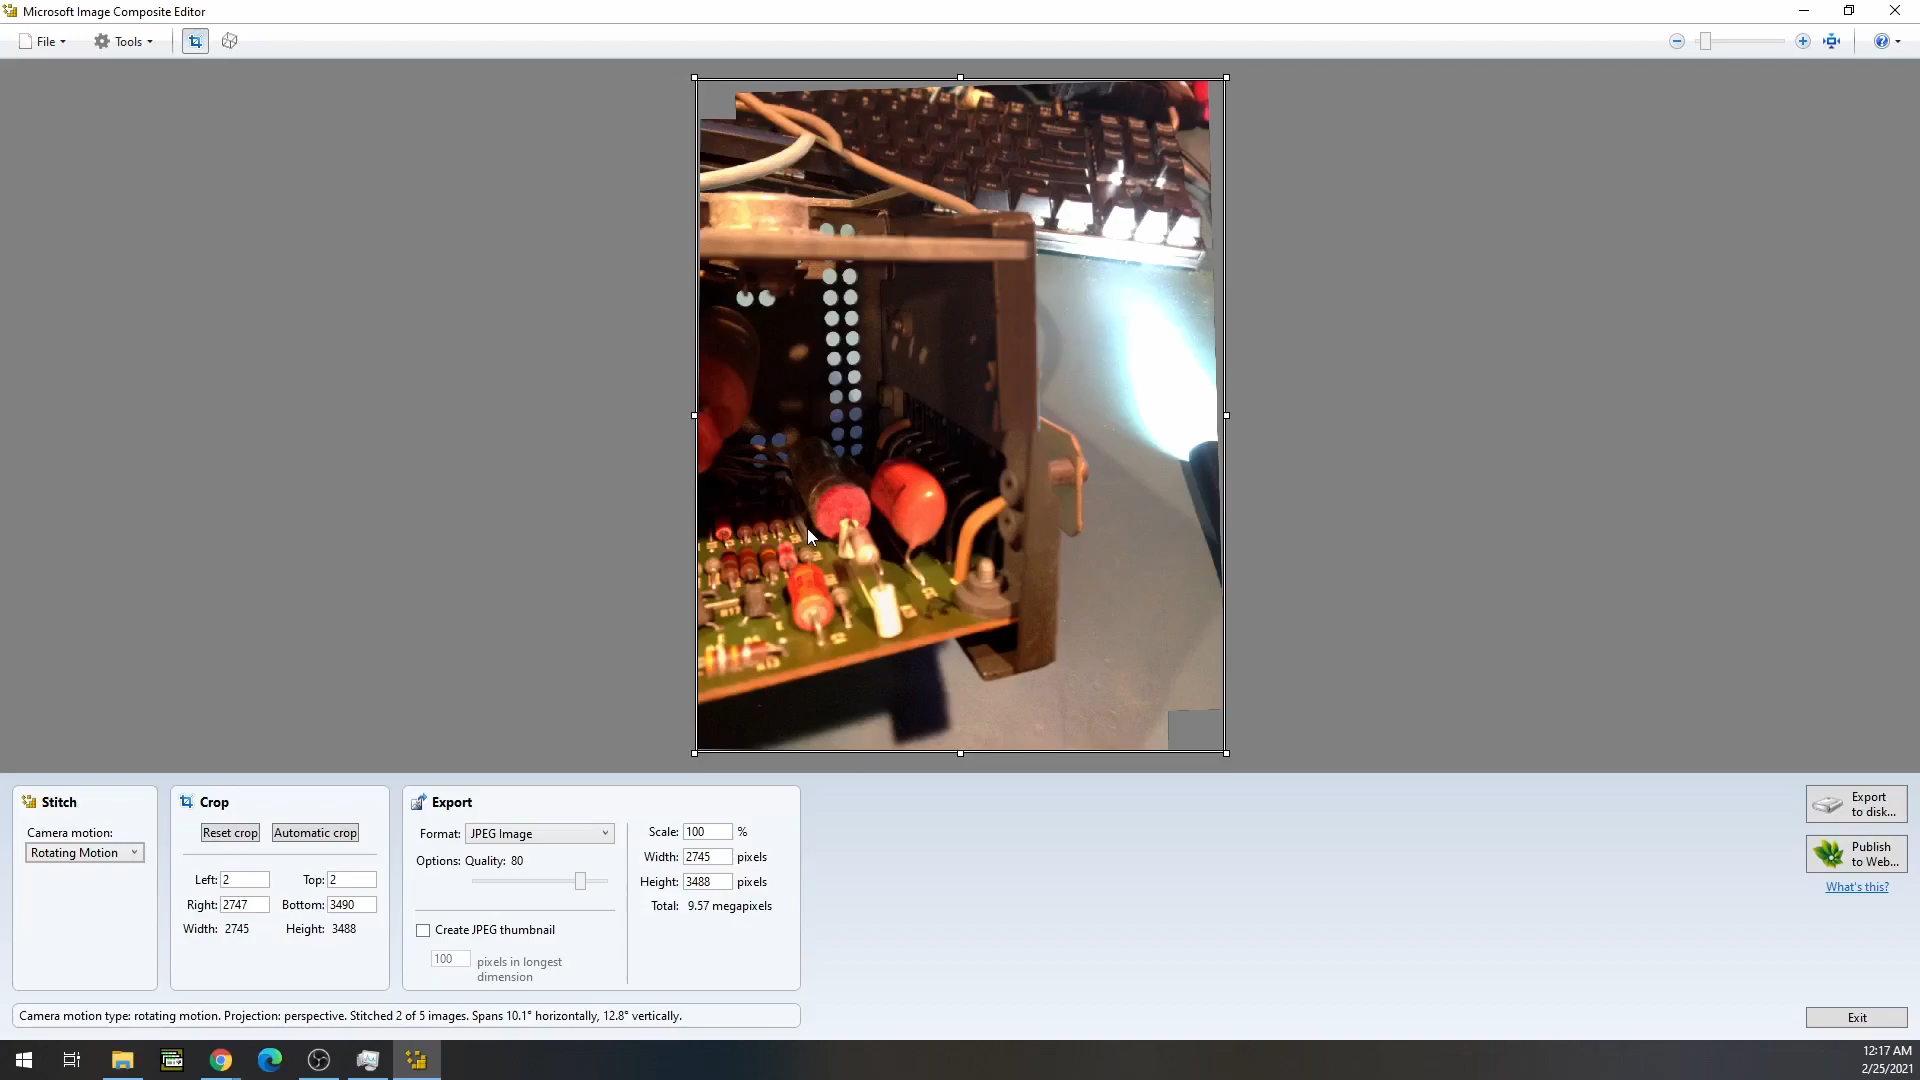 Microsoft Image Composite Editor
File Tools
Stitch
Camera motion:
Rotating Motion
Crop
Reset crop Automatic crop
Left: 2 Top: 2
Right: 2747 Bottom: 3490
Width: 2745 Height: 3488
Export
Format: JPEG Image
Options: Quality: 80
Create JPEG thumbnail
100 pixels in longest
dimension
Scale: 100 %
Width: 2745 pixels
Height: 3488 pixels
Total: 9.57 megapixels
Export
to disk...
Publish
to Web...
What's this?
Camera motion type: rotating motion. Projection: perspective. Stitched 2 of 5 images. Spans 10.1° horizontally, 12.8° vertically.
Exit
12:17 AM
2/25/2021